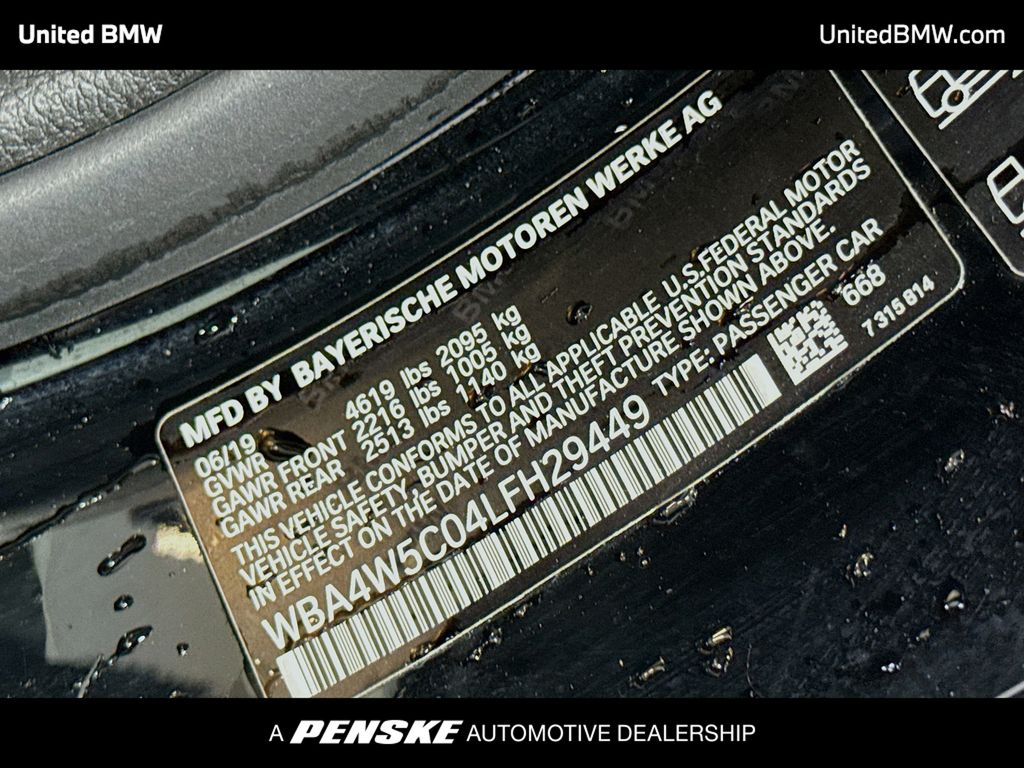 United BMW
UnitedBMW.com
MFD BY BAYERISCHE MOTOREN WERKE AG
06/19
GVWR 4619 lbs 2095 kg
GAWR FRONT 2216 lbs 1005 kg
GAWR REAR 2513 lbs 1140 kg
THIS VEHICLE CONFORMS TO ALL APPLICABLE U.S.FEDERAL MOTOR
VEHICLE SAFETY, BUMPER AND THEFT PREVENTION STANDARDS
IN EFFECT ON THE DATE OF MANUFACTURE SHOWN ABOVE.
WBA4W5C04LFH29449 TYPE: PASSENGER CAR
668
7 315 814
A PENSKE AUTOMOTIVE DEALERSHIP